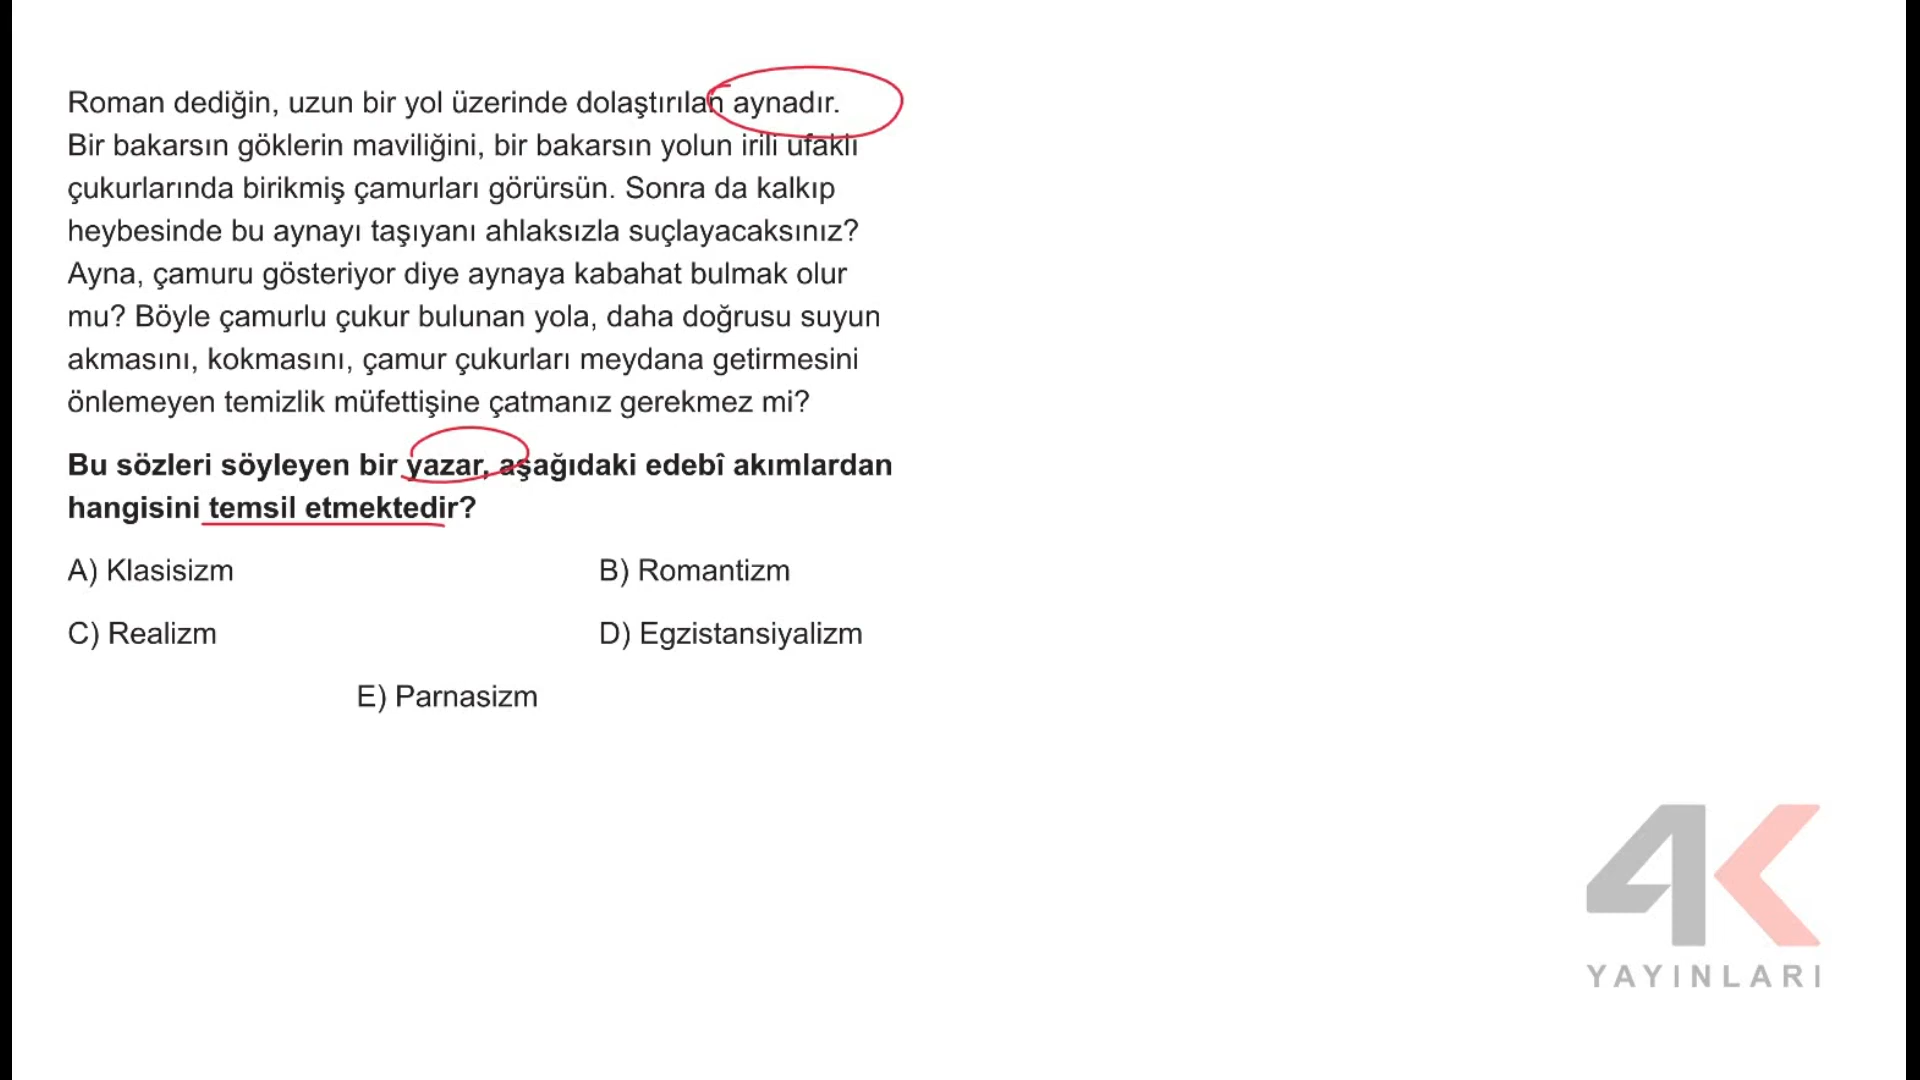 Roman dediğin, uzun bir yol üzerinde dolaştırılan aynadır.
Bir bakarsın göklerin maviliğini, bir bakarsın yolun irili ufaklı
çukurlarında birikmiş çamurları görürsün. Sonra da kalkıp
heybesinde bu aynayı taşıyanı ahlaksızla suçlayacaksınız?
Ayna, çamuru gösteriyor diye aynaya kabahat bulmak olur
mu? Böyle çamurlu çukur bulunan yola, daha doğrusu suyun
akmasını, kokmasını, çamur çukurları meydana getirmesini
önlemeyen temizlik müfettişine çatmanız gerekmez mi?
Bu sözleri söyleyen bir yazar, aşağıdaki edebî akımlardan
hangisini temsil etmektedir?
A) Klasisizm
B) Romantizm
C) Realizm
D) Egzistansiyalizm
E) Parnasizm
4K
YAYINLARI